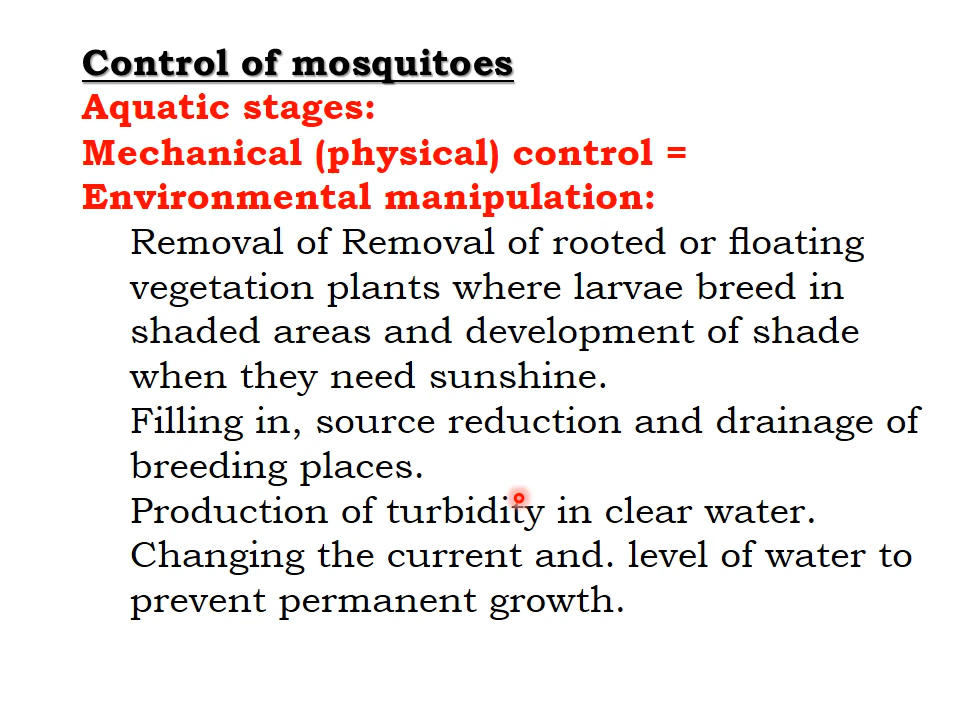 Control of mosquitoes
Aquatic stages:
Mechanical (physical) control =
Environmental manipulation:
Removal of Removal of rooted or floating
vegetation plants where larvae breed in
shaded areas and development of shade
when they need sunshine.
Filling in, source reduction and drainage of
breeding places.
Production of turbidity in clear water.
Changing the current and. level of water to
prevent permanent growth.